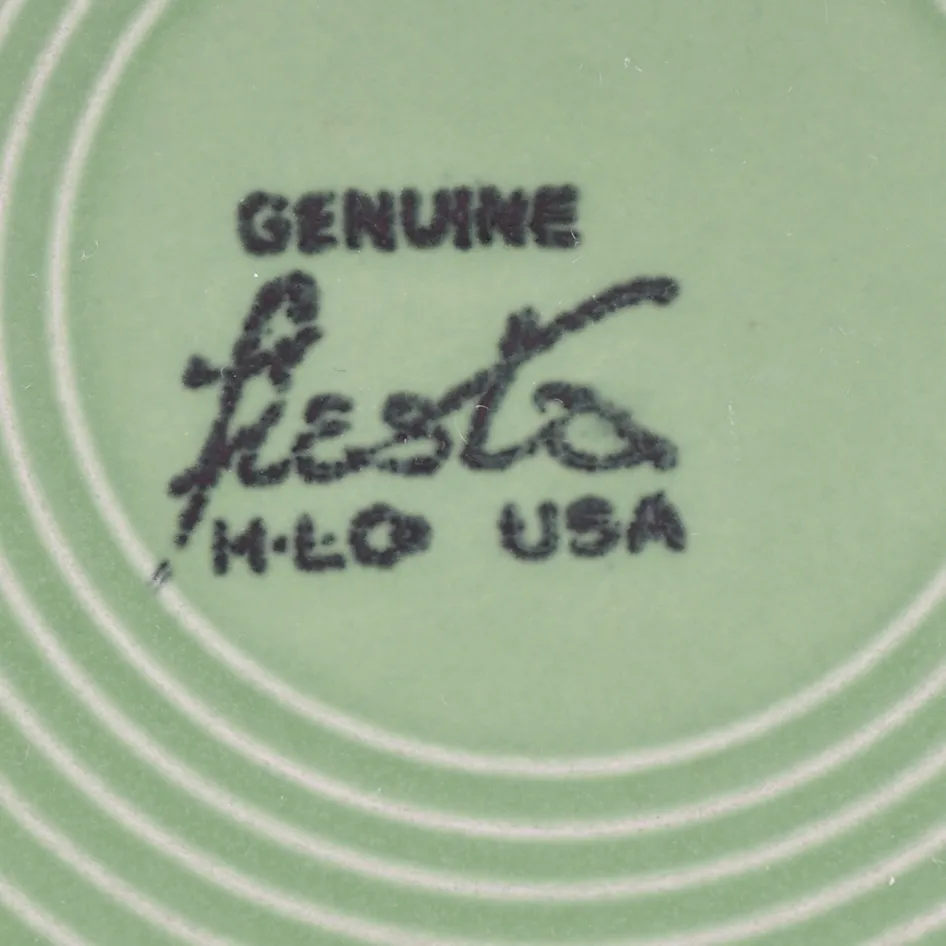 GENUINE
fiesta
H·L Co USA